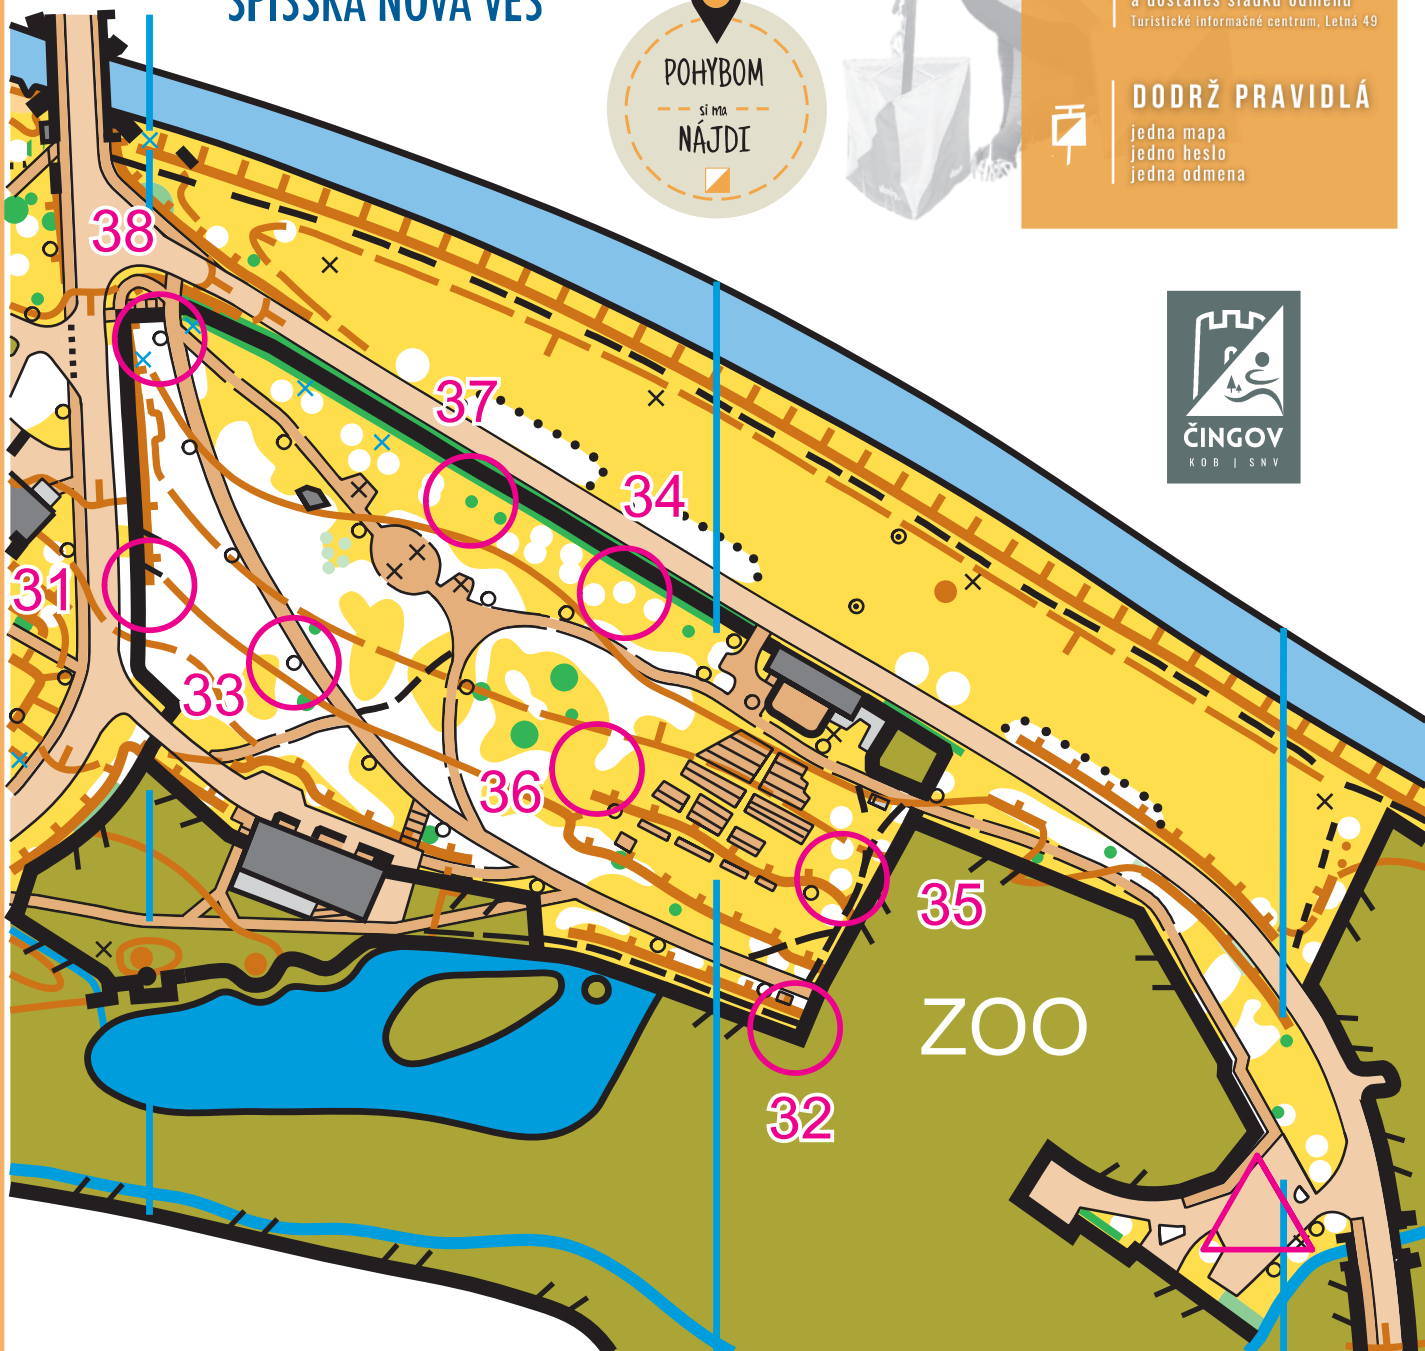 SPIŠSKÁ NOVÁ VES
a dostaneš sladkú odmenu
Turistické informačné centrum, Letná 49
POHYBOM
si ma
NÁJDI
DODRŽ PRAVIDLÁ
jedna mapa
jedno heslo
jedna odmena
ČINGOV
KOB | SNV
38
37
34
31
33
36
35
ZOO
32